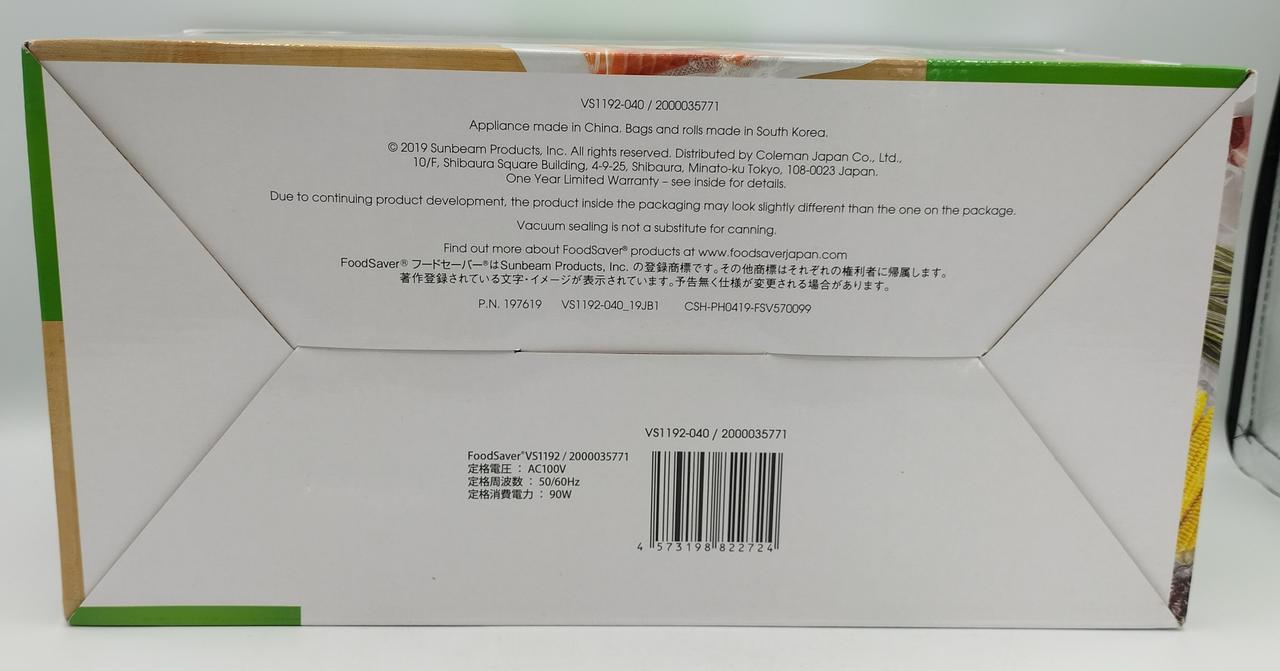 VS1192-040 / 2000035771
Appliance made in China. Bags and rolls made in South Korea.
© 2019 Sunbeam Products, Inc. All rights reserved. Distributed by Coleman Japan Co., Ltd.,
10/F, Shibaura Square Building, 4-9-25, Shibaura, Minato-ku Tokyo, 108-0023 Japan.
One Year Limited Warranty – see inside for details.
Due to continuing product development, the product inside the packaging may look slightly different than the one on the package.
Vacuum sealing is not a substitute for canning.
Find out more about FoodSaver® products at www.foodsaverjapan.com
FoodSaver® フードセーバー®はSunbeam Products, Inc. の登録商標です。その他商標はそれぞれの権利者に帰属します。
著作登録されている文字・イメージが表示されています。予告無く仕様が変更される場合があります。
P.N. 197619 VS1192-040_19JB1 CSH-PH0419-FSV570099
VS1192-040 / 2000035771
FoodSaver®VS1192 / 2000035771
定格電圧 : AC100V
定格周波数 : 50/60Hz
定格消費電力 : 90W
4 573198 822724